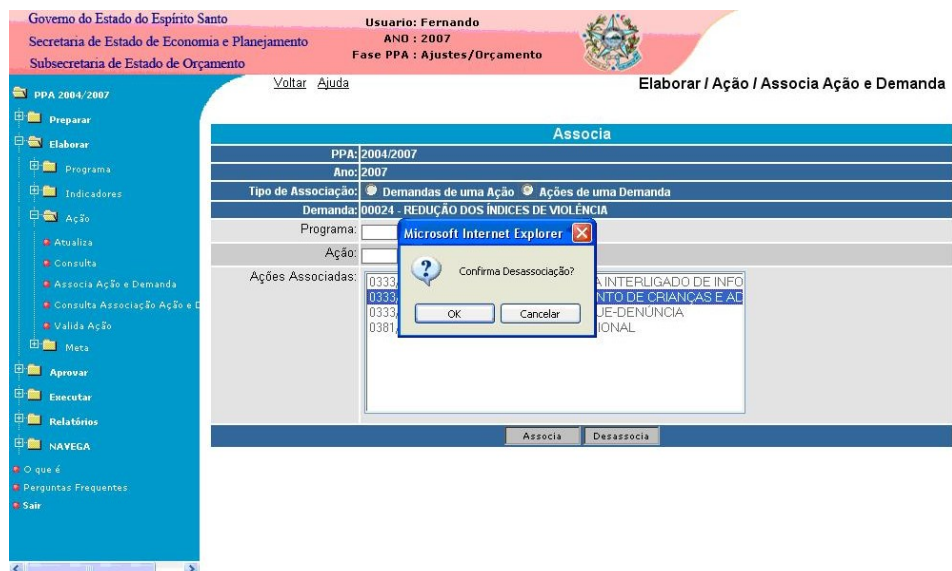 Governo do Estado do Espírito Santo
Secretaria de Estado de Economia e Planejamento
Subsecretaria de Estado de Orçamento
Usuario: Fernando
ANO : 2007
Fase PPA : Ajustes/Orçamento
Voltar Ajuda
Elaborar / Ação / Associa Ação e Demanda
PPA 2004/2007
Preparar
Elaborar
Programa
Indicadores
Ação
Atualiza
Consulta
Associa Ação e Demanda
Consulta Associação Ação e D
Valida Ação
Meta
Aprovar
Executar
Relatórios
NAVEGA
O que é
Perguntas Frequentes
Sair
Associa
PPA: 2004/2007
Ano: 2007
Tipo de Associação: Demandas de uma Ação Ações de uma Demanda
Demanda: 00024 - REDUÇÃO DOS ÍNDICES DE VIOLÊNCIA
Programa:
Ação:
Ações Associadas:
0333 A INTERLIGADO DE INFO
0333 NTO DE CRIANÇAS E AD
0333 UE-DENÚNCIA
0381 IONAL
Microsoft Internet Explorer
Confirma Desassociação?
OK Cancelar
Associa Desassocia